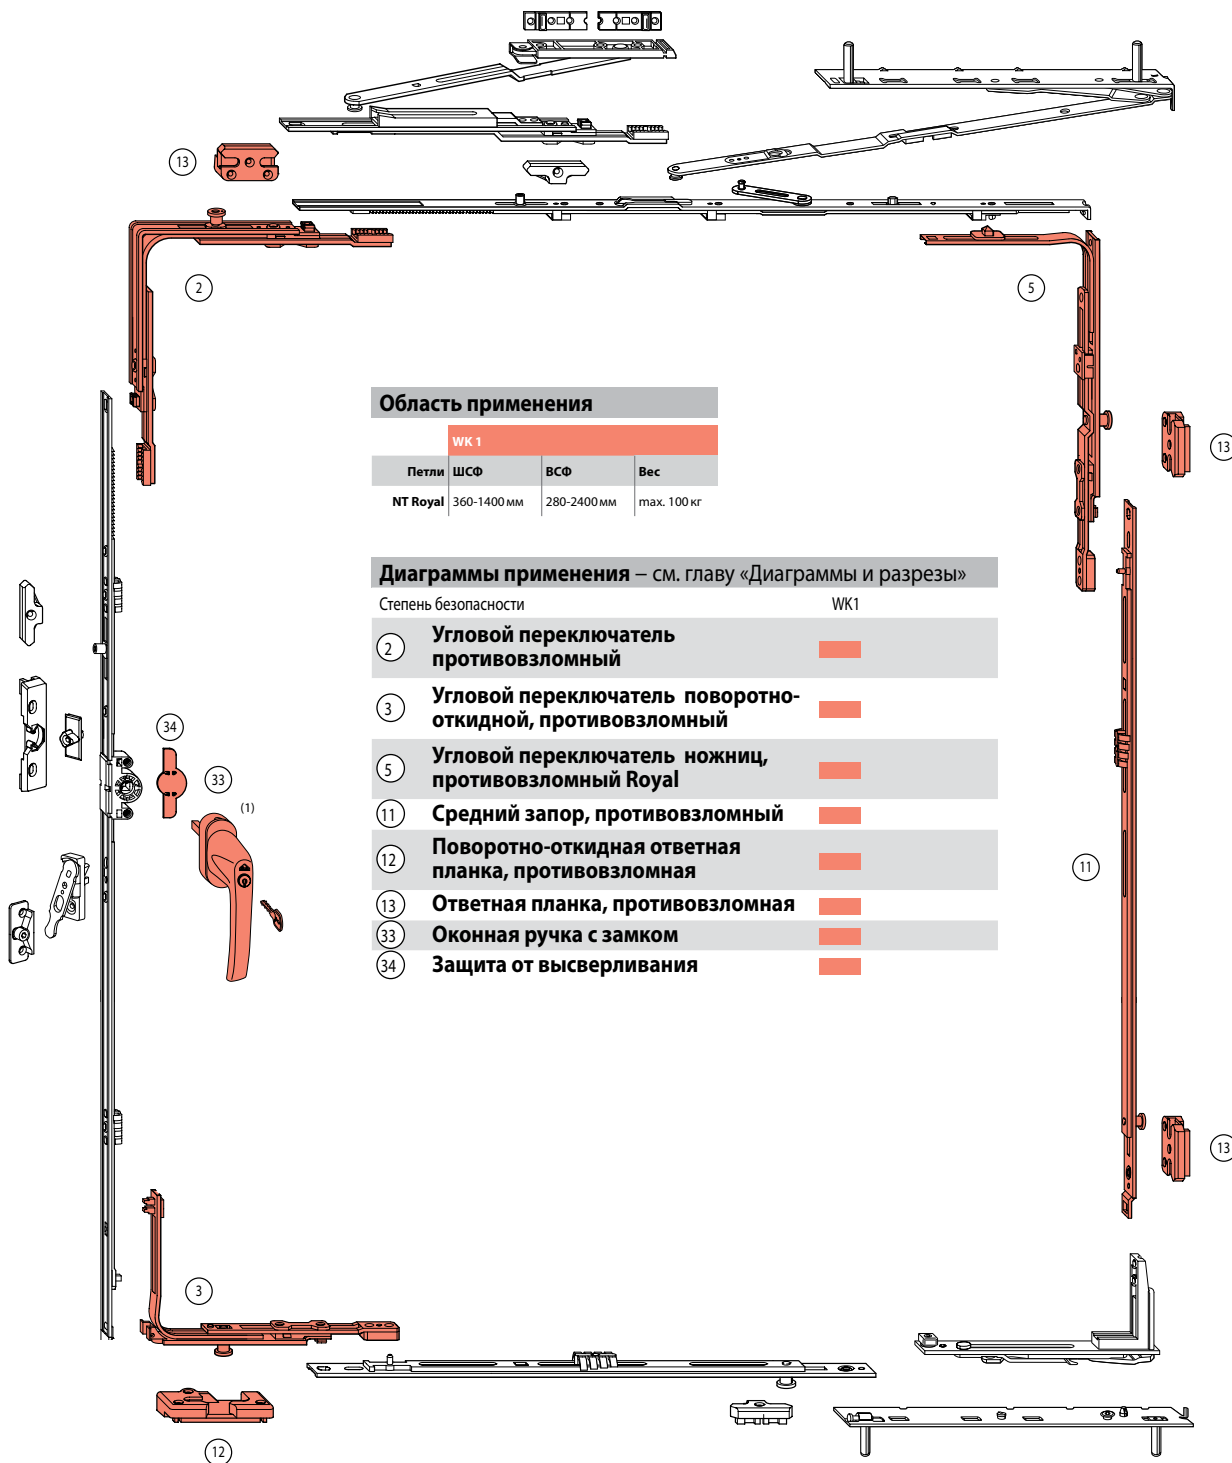 13
2
5
Область применения
WK 1
Петли ШСФ ВСФ Вес
NT Royal 360-1400 мм 280-2400 мм max. 100 кг
13
Диаграммы применения – см. главу «Диаграммы и разрезы»
Степень безопасности WK1
2 Угловой переключатель
противовзломный
3 Угловой переключатель поворотно-
откидной, противовзломный
5 Угловой переключатель ножниц,
противовзломный Royal
11 Средний запор, противовзломный
12 Поворотно-откидная ответная
планка, противовзломная
13 Ответная планка, противовзломная
33 Оконная ручка с замком
34 Защита от высверливания
34
33
(1)
11
13
3
12